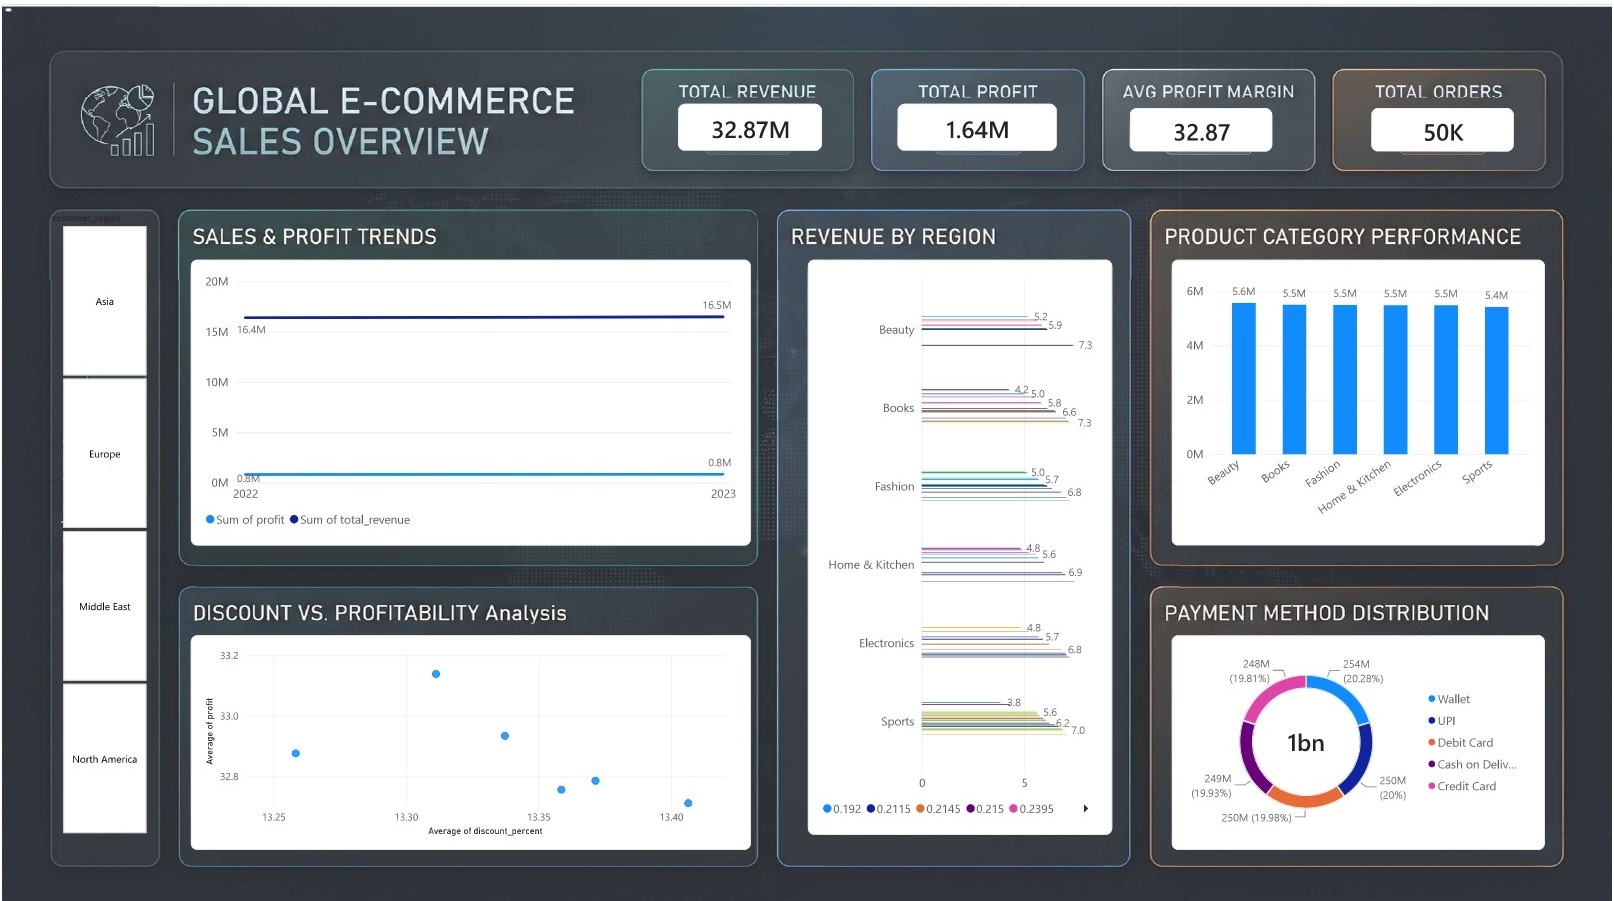 GLOBAL E-COMMERCE
SALES OVERVIEW
TOTAL REVENUE
32.87M
TOTAL PROFIT
1.64M
AVG PROFIT MARGIN
32.87
TOTAL ORDERS
50K
customer_region
Asia
Europe
Middle East
North America
SALES & PROFIT TRENDS
20M
15M
10M
5M
0M
16.4M
16.5M
0.8M
0.8M
2022
2023
Sum of profit
Sum of total_revenue
DISCOUNT VS. PROFITABILITY Analysis
Average of profit
33.2
33.0
32.8
13.25
13.30
13.35
13.40
Average of discount_percent
REVENUE BY REGION
Beauty
5.2
5.9
7.3
Books
4.2
5.0
5.8
6.6
7.3
Fashion
5.0
5.7
6.8
Home & Kitchen
4.8
5.6
6.9
Electronics
4.8
5.7
6.8
Sports
3.8
5.6
6.2
7.0
0
5
0.192
0.2115
0.2145
0.215
0.2395
PRODUCT CATEGORY PERFORMANCE
6M
4M
2M
0M
5.6M
5.5M
5.5M
5.5M
5.5M
5.4M
Beauty
Books
Fashion
Home & Kitchen
Electronics
Sports
PAYMENT METHOD DISTRIBUTION
248M
(19.81%)
254M
(20.28%)
1bn
249M
(19.93%)
250M
(20%)
250M (19.98%)
Wallet
UPI
Debit Card
Cash on Deliv...
Credit Card